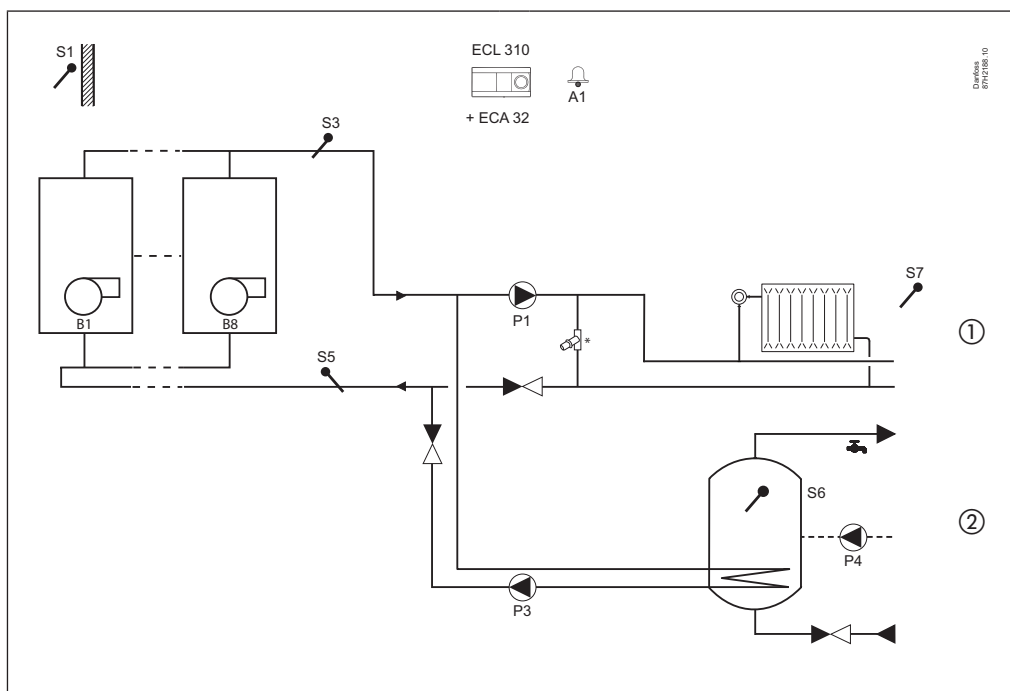 S1
ECL 310
A1
+ ECA 32
Danfoss
87H2188.10
S3
B1
B8
S7
P1
*
①
S5
S6
②
P4
P3